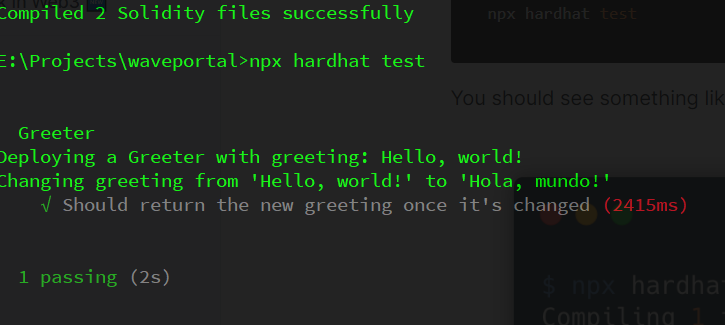 Compiled 2 Solidity files successfully
npx hardhat test
E:\Projects\waveportal>npx hardhat test
You should see something lik
Greeter
Deploying a Greeter with greeting: Hello, world!
Changing greeting from 'Hello, world!' to 'Hola, mundo!'
√ Should return the new greeting once it's changed (2415ms)
1 passing (2s)
$ npx hardha
Compiling 1